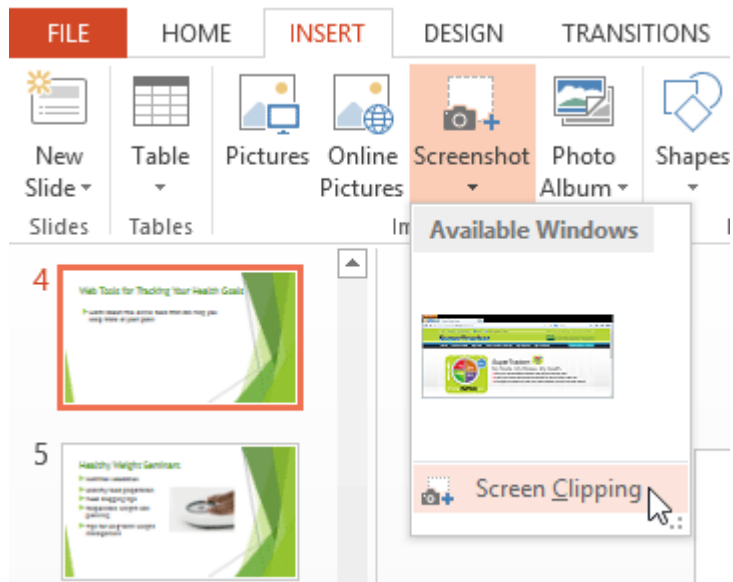 FILE HOME INSERT DESIGN TRANSITIONS
New Slide Table Pictures Online Pictures Screenshot Photo Album Shapes
Slides Tables
Available Windows
4
Web Tools for Tracking Your Health Goals
5
Healthy Weight Seminars
SuperTracker
Screen Clipping